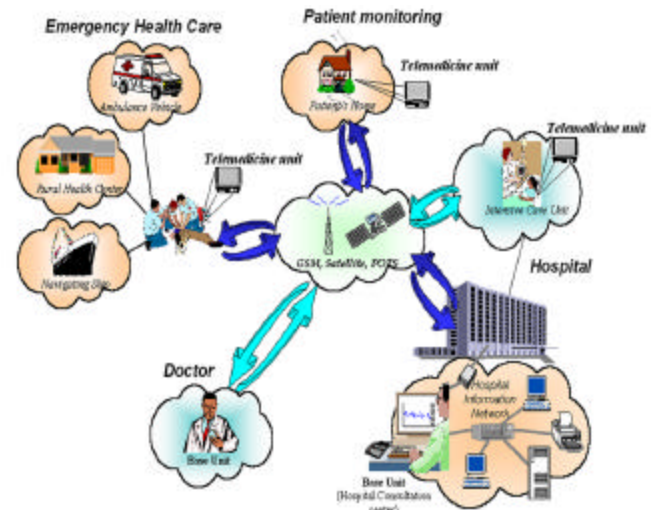 Patient monitoring
Emergency Health Care
Telemedicine unit
Ambulance Vehicle
Patient's Home
Telemedicine unit
Telemedicine unit
Rural Health Center
Intensive Care Unit
GSM, Satellite, POTS
Navigating Ship
Hospital
Doctor
Hospital
Information
Network
Base Unit
Base Unit
(Hospital Consultation
center)